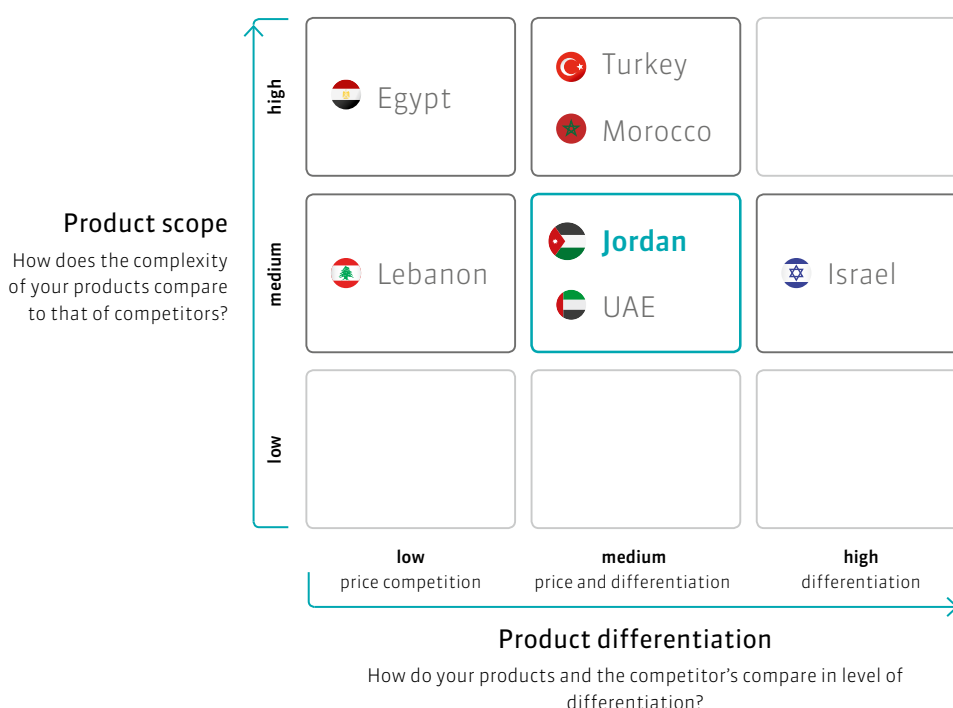 high
Egypt
Turkey
Morocco
Product scope
How does the complexity
of your products compare
to that of competitors?
medium
Lebanon
Jordan
UAE
Israel
low
low
price competition
medium
price and differentiation
high
differentiation
Product differentiation
How do your products and the competitor's compare in level of
differentiation?